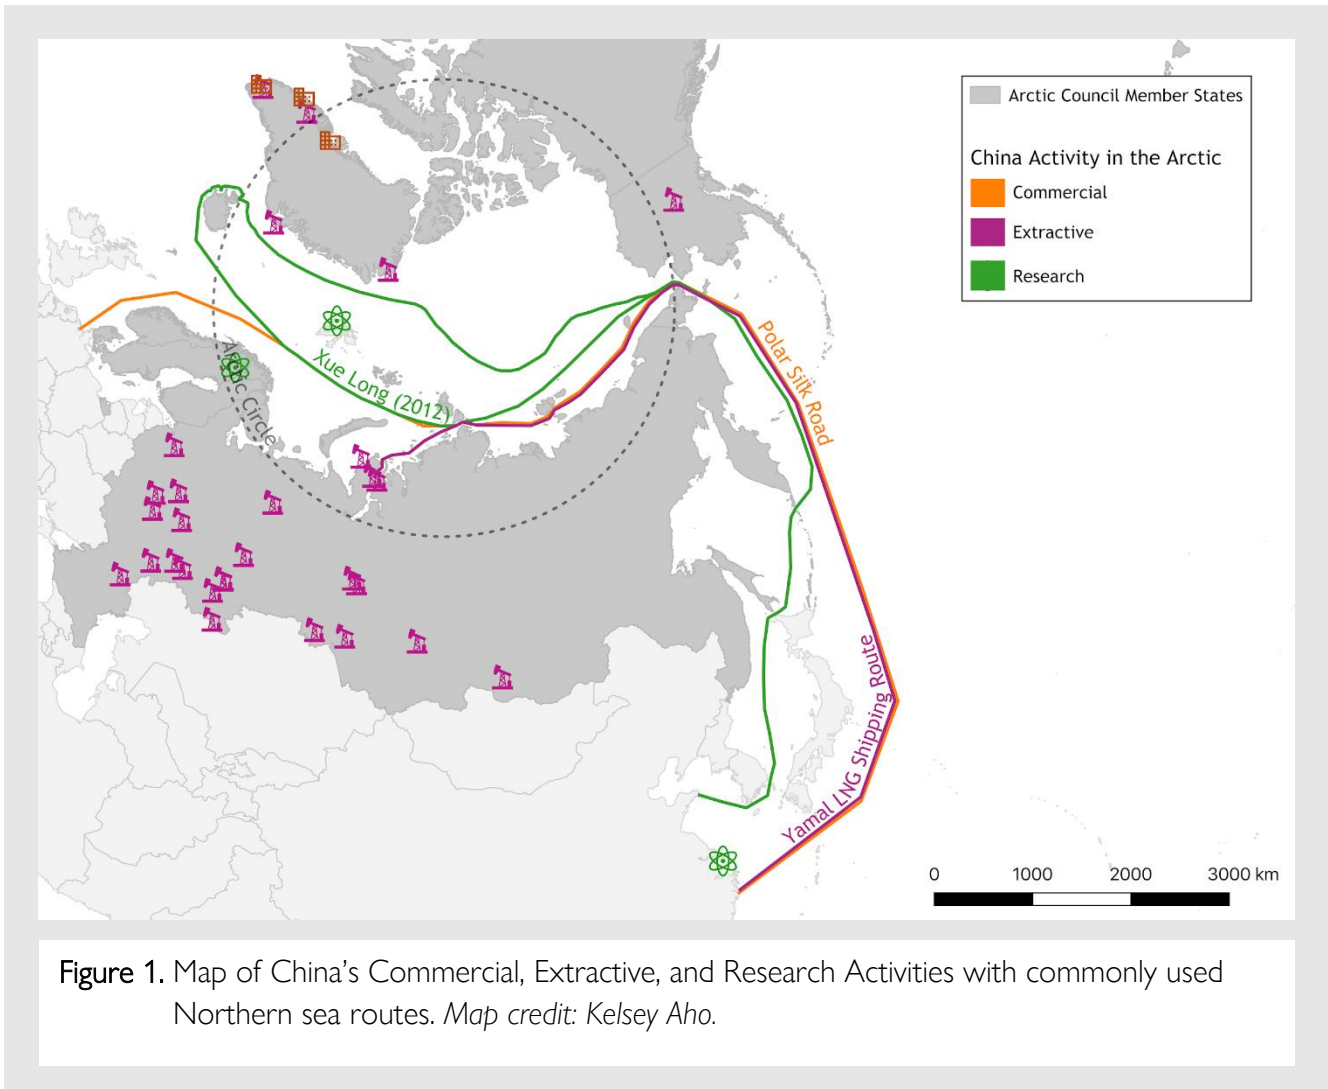 Arctic Council Member States
China Activity in the Arctic
Commercial
Extractive
Research
Polar Silk Road
Xue Long (2012)
Arctic Circle
Yamal LNG Shipping Route
0 1000 2000 3000 km
Figure 1. Map of China's Commercial, Extractive, and Research Activities with commonly used
Northern sea routes. Map credit: Kelsey Aho.